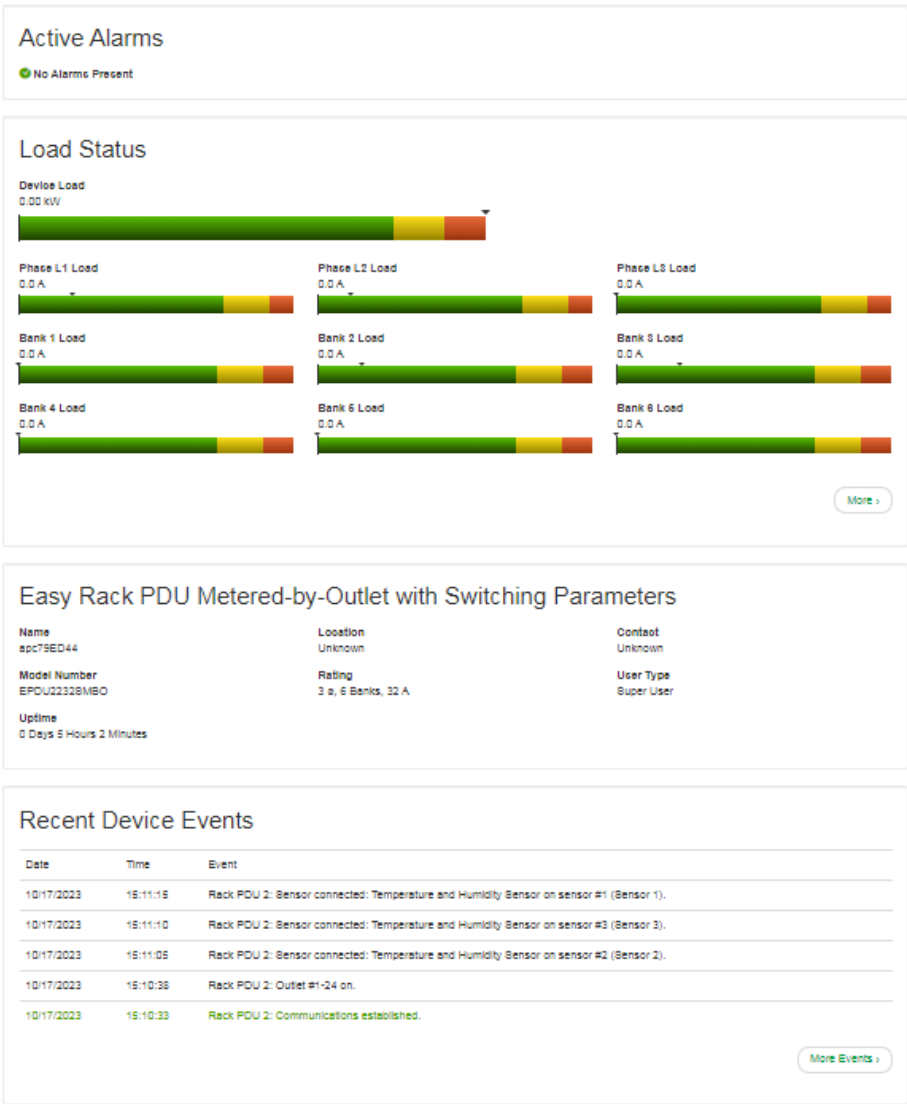 Active Alarms
No Alarms Present
Load Status
Device Load
0.00 kW
Phase L1 Load
0.0 A
Phase L2 Load
0.0 A
Phase L3 Load
0.0 A
Bank 1 Load
0.0 A
Bank 2 Load
0.0 A
Bank 3 Load
0.0 A
Bank 4 Load
0.0 A
Bank 5 Load
0.0 A
Bank 6 Load
0.0 A
More ›
Easy Rack PDU Metered-by-Outlet with Switching Parameters
Name
apc79ED44
Location
Unknown
Contact
Unknown
Model Number
EPDU2232SMBO
Rating
3 ø, 6 Banks, 32 A
User Type
Super User
Uptime
0 Days 5 Hours 2 Minutes
Recent Device Events
Date Time Event
10/17/2023 15:11:15 Rack PDU 2: Sensor connected: Temperature and Humidity Sensor on sensor #1 (Sensor 1).
10/17/2023 15:11:10 Rack PDU 2: Sensor connected: Temperature and Humidity Sensor on sensor #3 (Sensor 3).
10/17/2023 15:11:05 Rack PDU 2: Sensor connected: Temperature and Humidity Sensor on sensor #2 (Sensor 2).
10/17/2023 15:10:38 Rack PDU 2: Outlet #1-24 on.
10/17/2023 15:10:33 Rack PDU 2: Communications established.
More Events ›